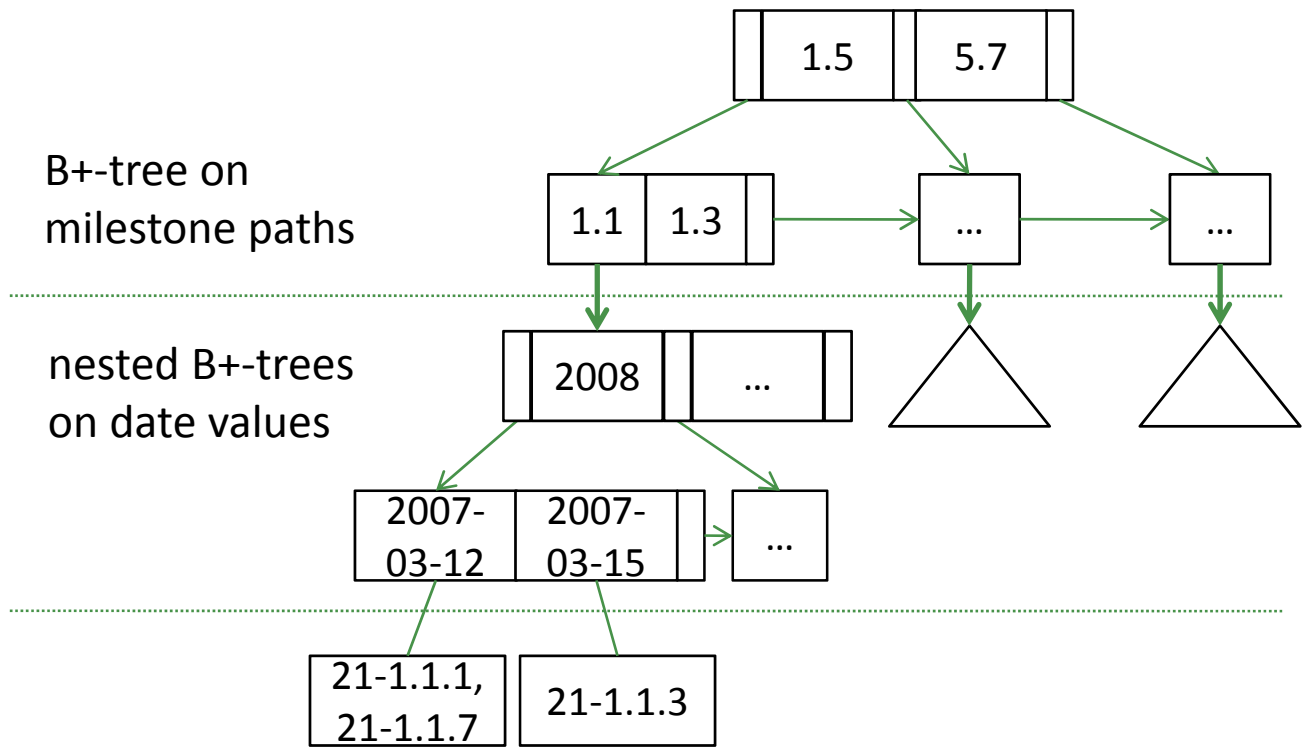 1.5 5.7
B+-tree on
milestone paths
1.1 1.3 ... ...
nested B+-trees
on date values
2008 ...
2007-
03-12
2007-
03-15
...
21-1.1.1,
21-1.1.7
21-1.1.3